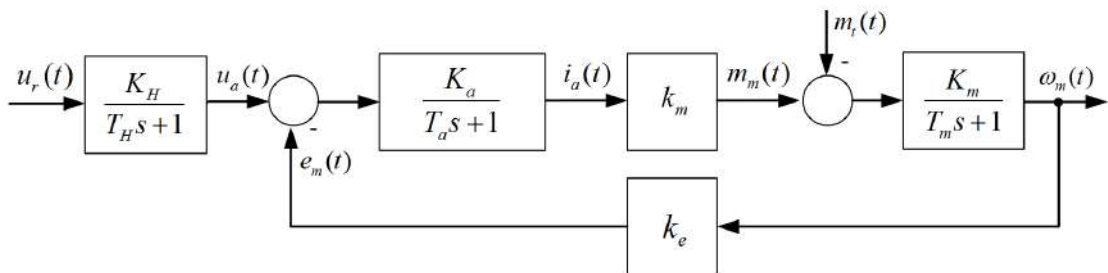 u_r(t)
K_H
T_H s+1
u_a(t)
-
e_m(t)
K_a
T_a s+1
i_a(t)
k_m
m_m(t)
m_t(t)
-
K_m
T_m s+1
ω_m(t)
k_e